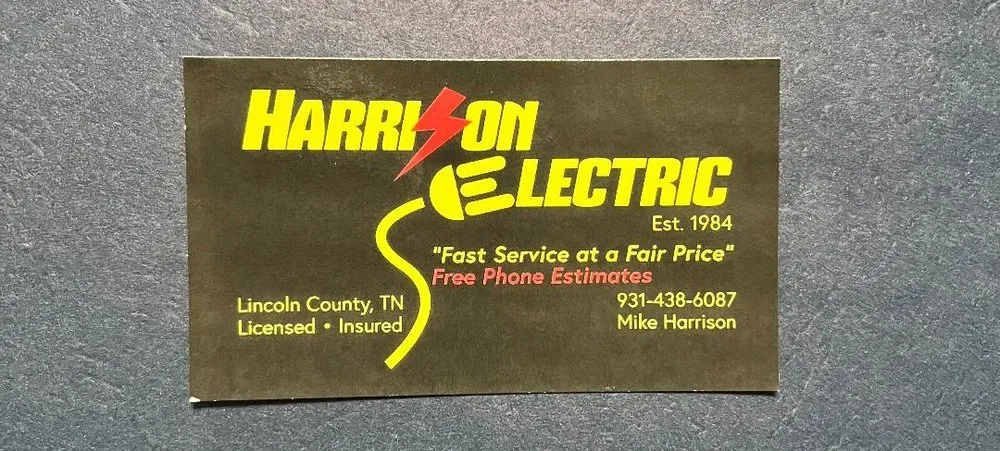 HARRISON
ELECTRIC
Est. 1984
"Fast Service at a Fair Price"
Free Phone Estimates
Lincoln County, TN
Licensed • Insured
931-438-6087
Mike Harrison